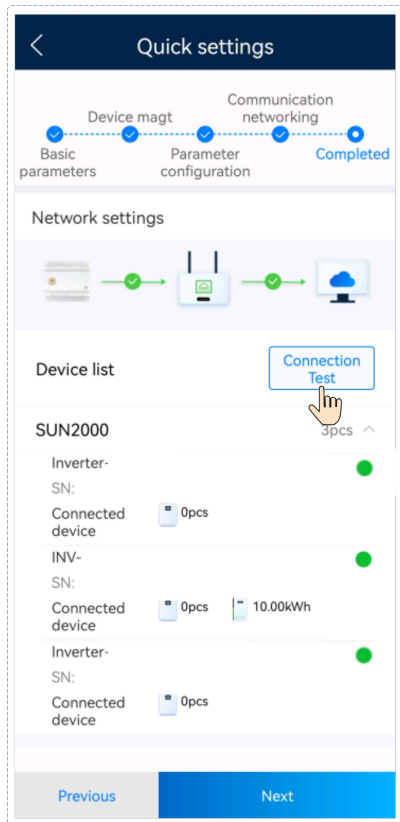 Quick settings
Device magt
Communication
networking
Basic
parameters
Parameter
configuration
Completed
Network settings
Device list
Connection
Test
SUN2000
3pcs
Inverter-
SN:
Connected
device
0pcs
INV-
SN:
Connected
device
0pcs
10.00kWh
Inverter-
SN:
Connected
device
0pcs
Previous
Next